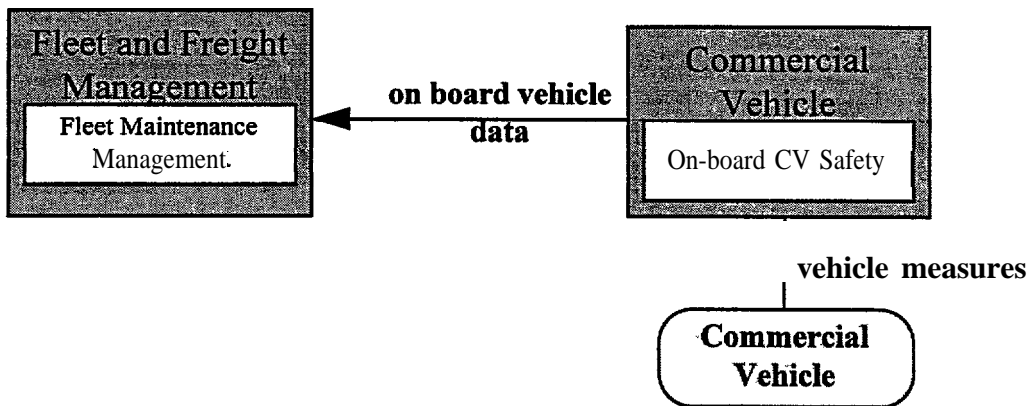 Fleet and Freight
Management
Fleet Maintenance
Management.
on board vehicle
data
Commercial
Vehicle
On-board CV Safety
vehicle measures
Commercial
Vehicle